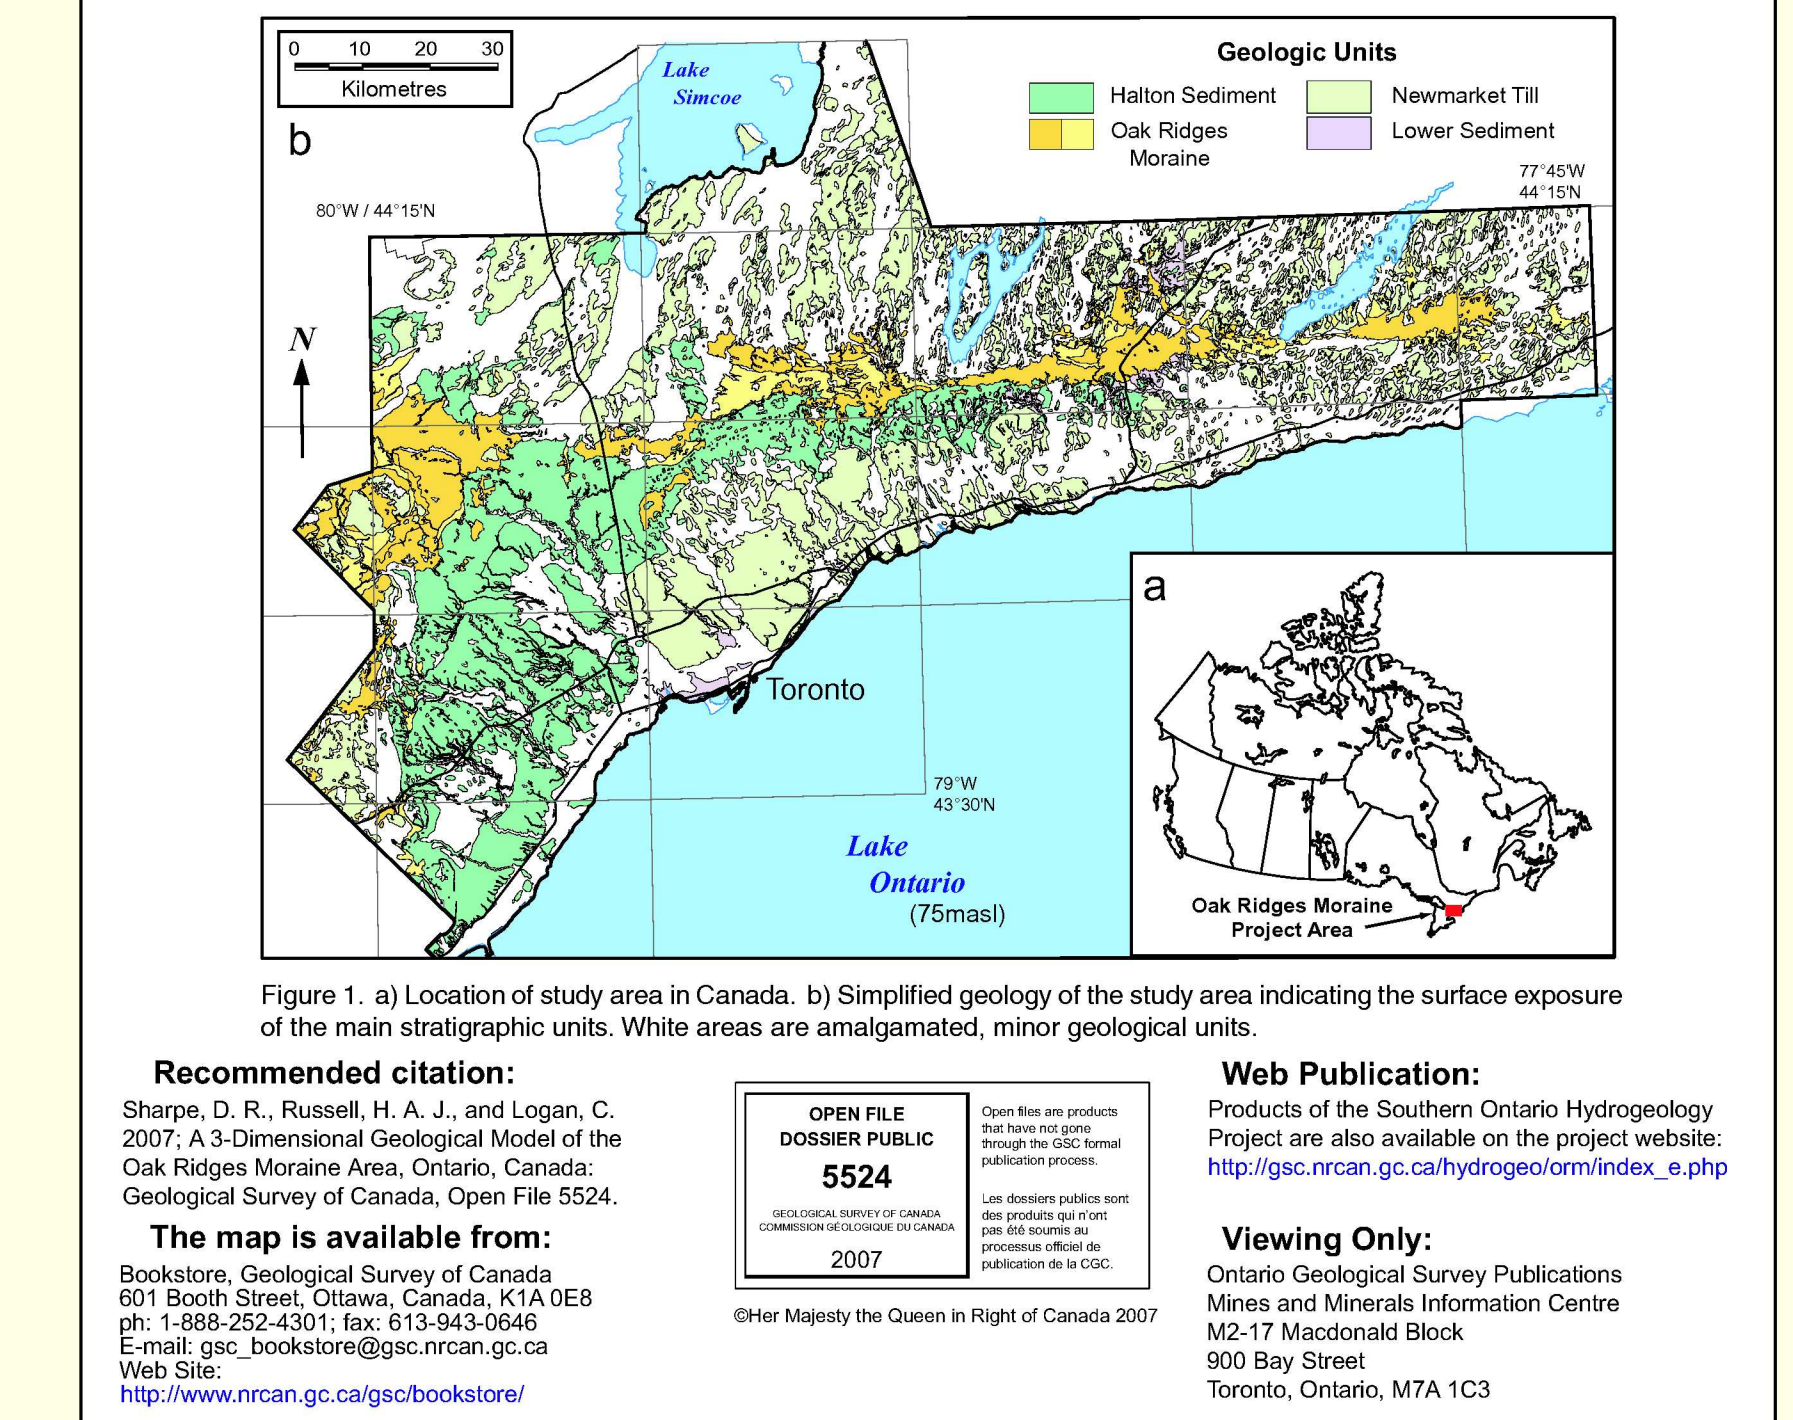 0 10 20 30
Kilometres
b
Lake
Simcoe
Geologic Units
Halton Sediment
Newmarket Till
Oak Ridges
Moraine
Lower Sediment
77°45'W
44°15'N
80°W / 44°15'N
N
a
Toronto
79°W
43°30'N
Lake
Ontario
(75masl)
Oak Ridges Moraine
Project Area
Figure 1. a) Location of study area in Canada. b) Simplified geology of the study area indicating the surface exposure
of the main stratigraphic units. White areas are amalgamated, minor geological units.
Recommended citation:
Sharpe, D. R., Russell, H. A. J., and Logan, C.
2007; A 3-Dimensional Geological Model of the
Oak Ridges Moraine Area, Ontario, Canada:
Geological Survey of Canada, Open File 5524.
The map is available from:
Bookstore, Geological Survey of Canada
601 Booth Street, Ottawa, Canada, K1A 0E8
ph: 1-888-252-4301; fax: 613-943-0646
E-mail: gsc_bookstore@gsc.nrcan.gc.ca
Web Site:
http://www.nrcan.gc.ca/gsc/bookstore/
OPEN FILE
DOSSIER PUBLIC
5524
GEOLOGICAL SURVEY OF CANADA
COMMISSION GÉOLOGIQUE DU CANADA
2007
Open files are products
that have not gone
through the GSC formal
publication process.
Les dossiers publics sont
des produits qui n'ont
pas été soumis au
processus officiel de
publication de la CGC.
©Her Majesty the Queen in Right of Canada 2007
Web Publication:
Products of the Southern Ontario Hydrogeology
Project are also available on the project website:
http://gsc.nrcan.gc.ca/hydrogeo/orm/index_e.php
Viewing Only:
Ontario Geological Survey Publications
Mines and Minerals Information Centre
M2-17 Macdonald Block
900 Bay Street
Toronto, Ontario, M7A 1C3